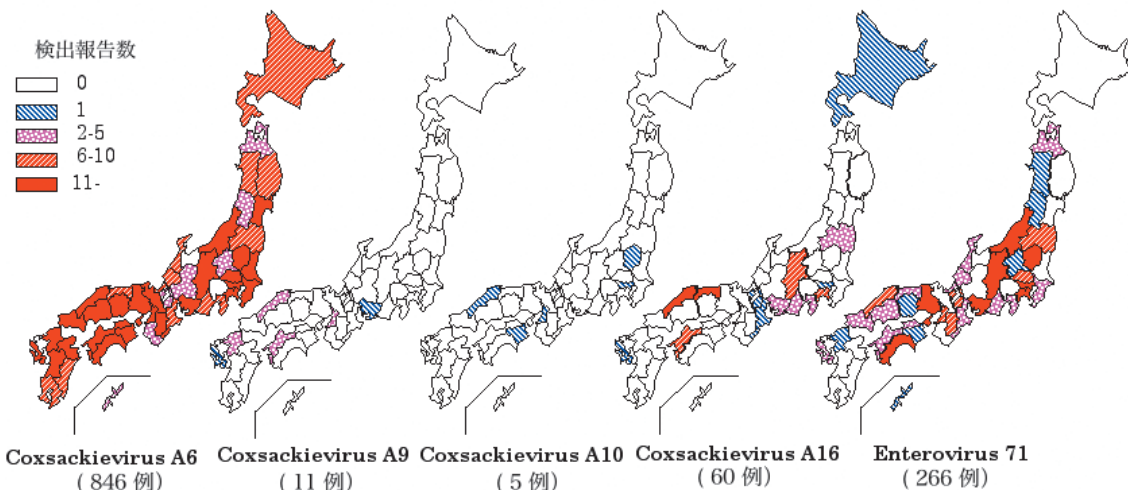 検出報告数
0
1
2-5
6-10
11-
Coxsackievirus A6
( 846 例)
Coxsackievirus A9
( 11 例)
Coxsackievirus A10
( 5 例)
Coxsackievirus A16
( 60 例)
Enterovirus 71
( 266 例)